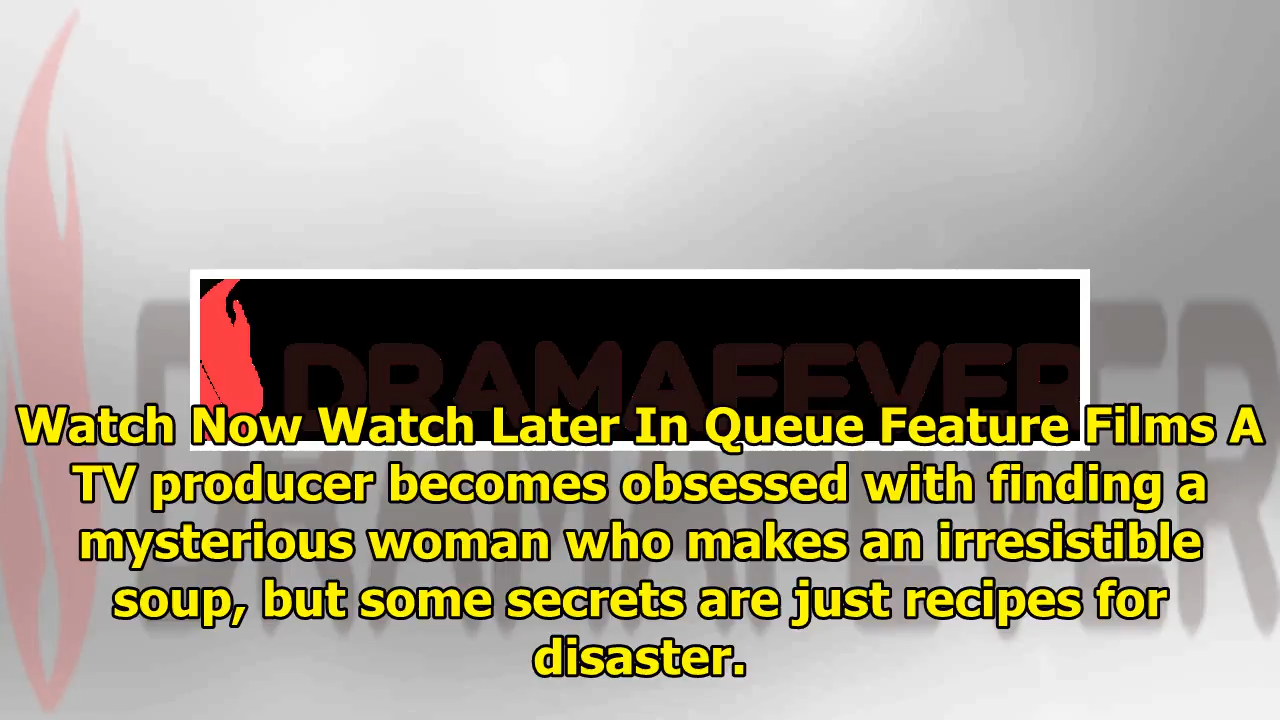 DRAMAFEVER
DRAMAFEVER
Watch Now Watch Later In Queue Feature Films A
TV producer becomes obsessed with finding a
mysterious woman who makes an irresistible
soup, but some secrets are just recipes for
disaster.